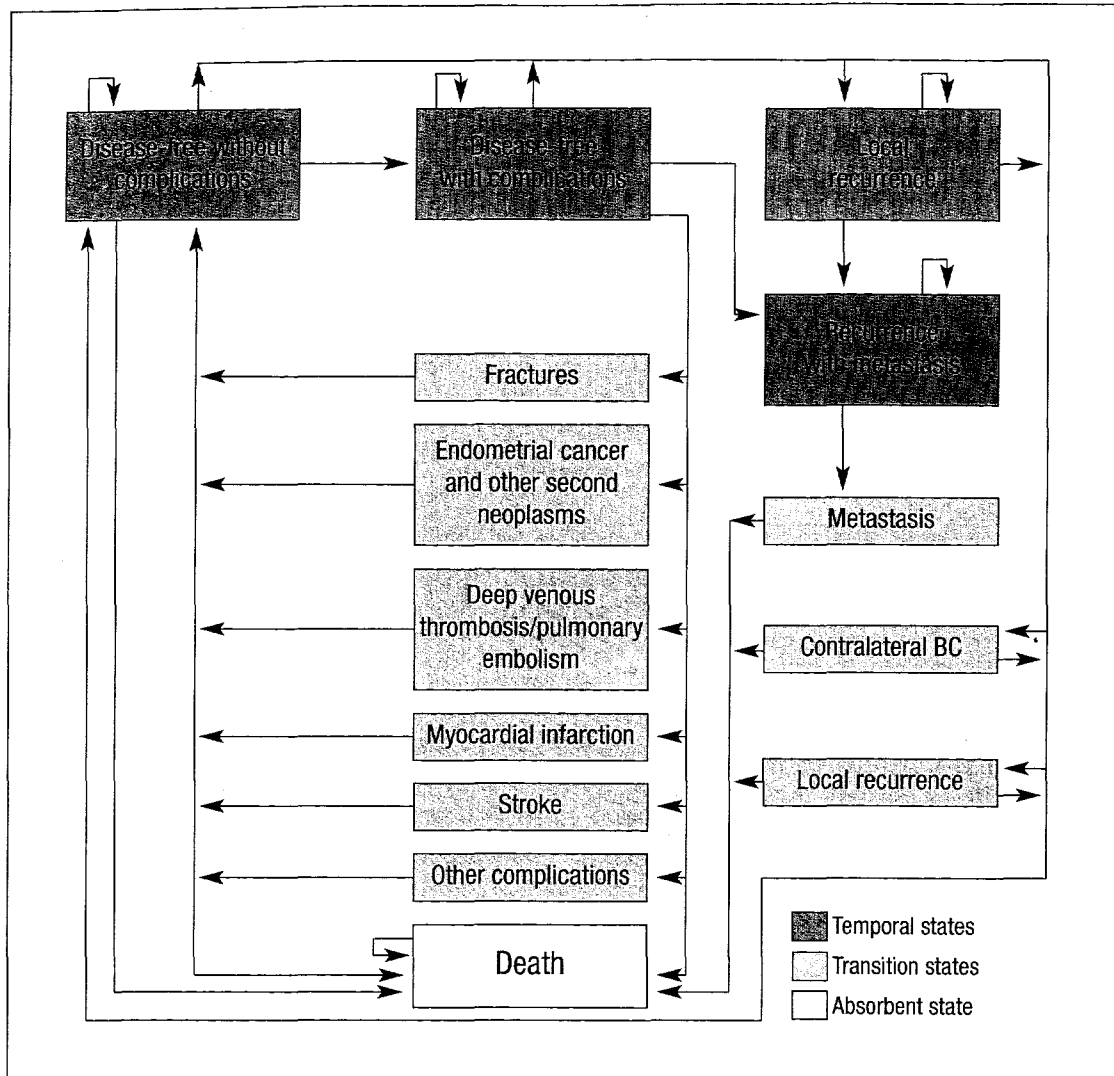 Disease-free without
complications
Disease-free
with complications
Local
recurrence
Recurrence
with metastasis
Fractures
Endometrial cancer
and other second
neoplasms
Deep venous
thrombosis/pulmonary
embolism
Myocardial infarction
Stroke
Other complications
Death
Metastasis
Contralateral BC
Local recurrence
Temporal states
Transition states
Absorbent state